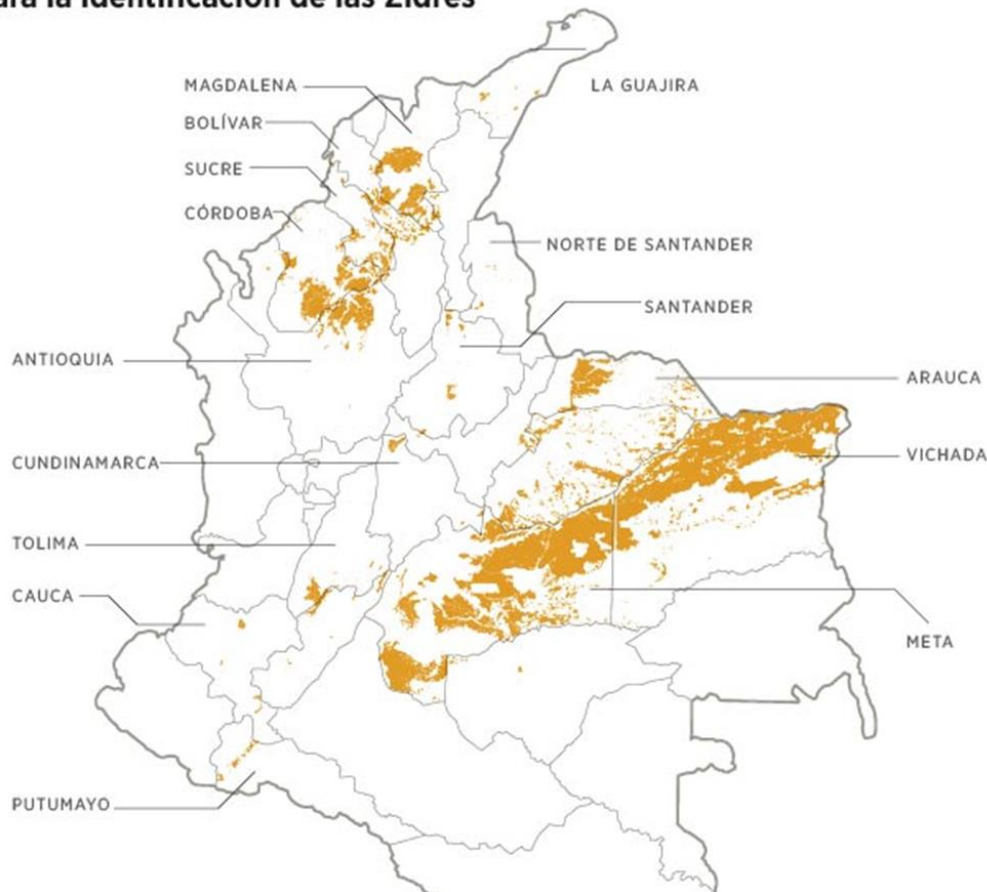 la identificación de las Zidres
MAGDALENA
LA GUAJIRA
BOLÍVAR
SUCRE
CÓRDOBA
NORTE DE SANTANDER
SANTANDER
ANTIOQUIA
ARAUCA
VICHADA
CUNDINAMARCA
TOLIMA
CAUCA
META
PUTUMAYO